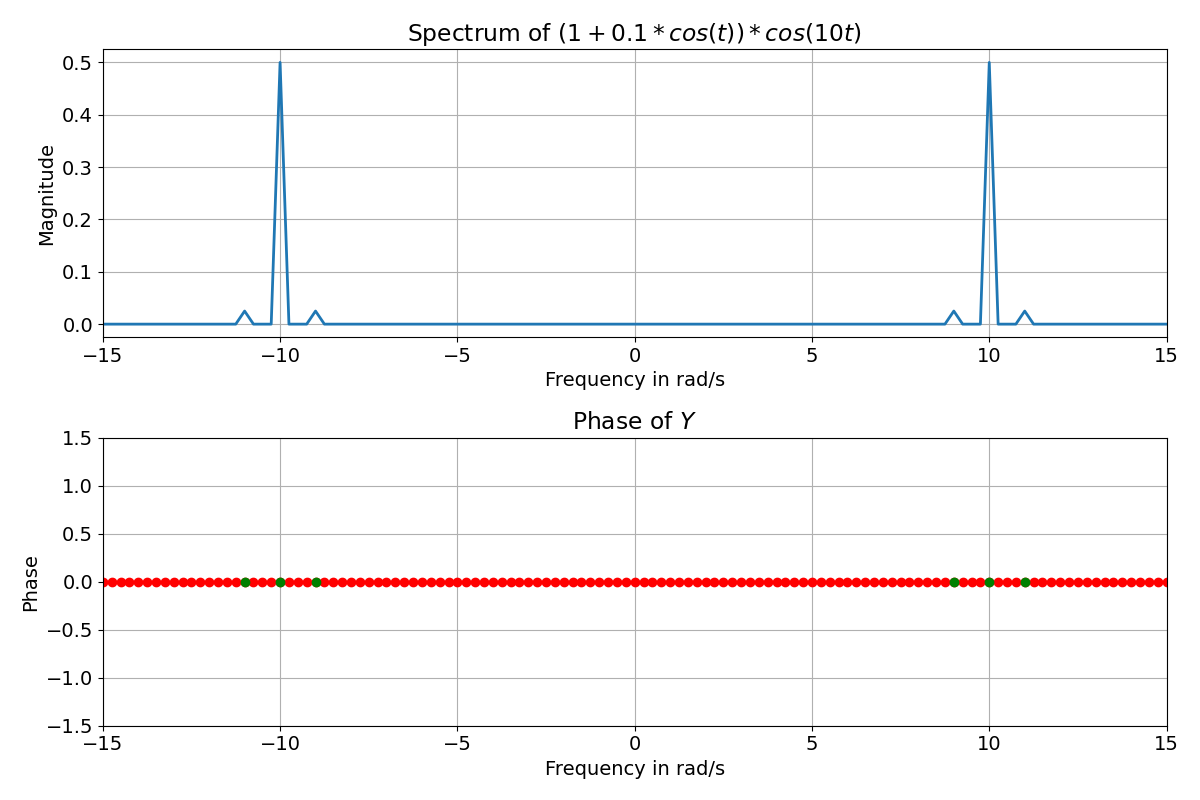 Spectrum of (1 + 0.1 * cos(t)) * cos(10t)
Magnitude
0.5
0.4
0.3
0.2
0.1
0.0
−15 −10 −5 0 5 10 15
Frequency in rad/s
Phase of Y
Phase
1.5
1.0
0.5
0.0
−0.5
−1.0
−1.5
−15 −10 −5 0 5 10 15
Frequency in rad/s